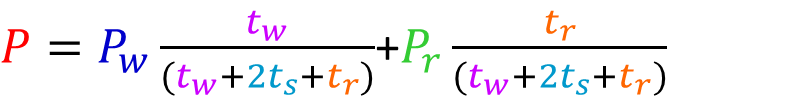 P = P_w t_w/(t_w+2t_s+t_r) + P_r t_r/(t_w+2t_s+t_r)